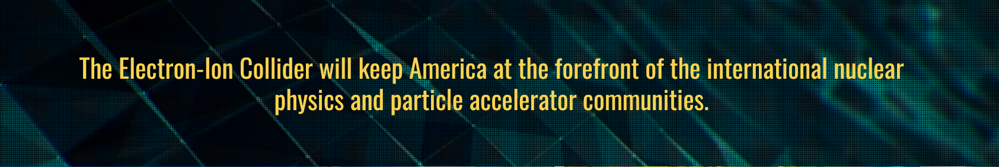 The Electron-Ion Collider will keep America at the forefront of the international nuclear
physics and particle accelerator communities.